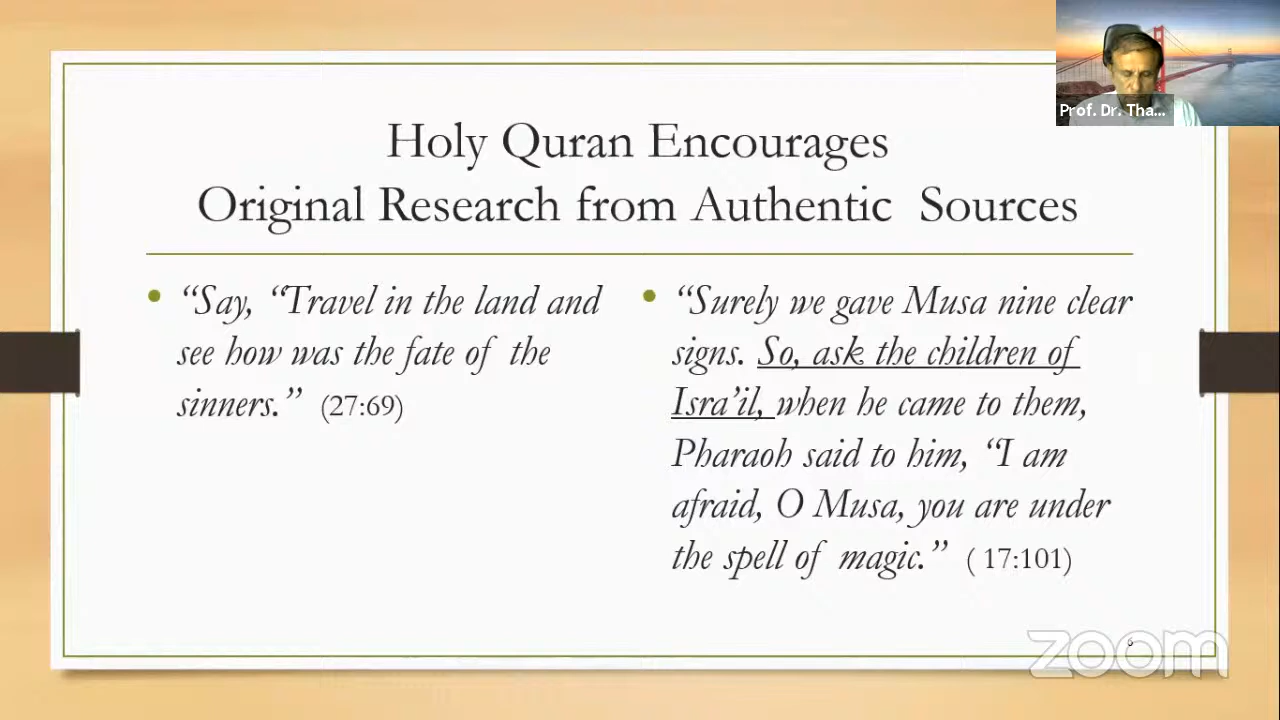 Prof. Dr. Tha...
Holy Quran Encourages
Original Research from Authentic Sources
• “Say, “Travel in the land and
see how was the fate of the
sinners.” (27:69)
• “Surely we gave Musa nine clear
signs. So, ask the children of
Isra’il, when he came to them,
Pharaoh said to him, “I am
afraid, O Musa, you are under
the spell of magic.” ( 17:101)
6
zoom